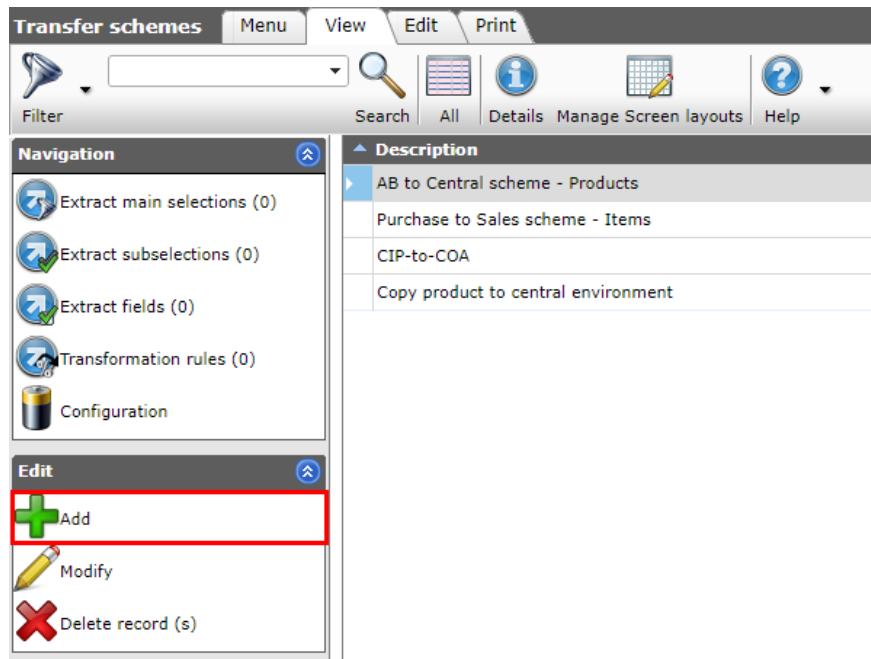 Transfer schemes Menu View Edit Print
Filter Search All Details Manage Screen layouts Help
Navigation
Extract main selections (0)
Extract subselections (0)
Extract fields (0)
Transformation rules (0)
Configuration
Edit
Add
Modify
Delete record (s)
Description
AB to Central scheme - Products
Purchase to Sales scheme - Items
CIP-to-COA
Copy product to central environment